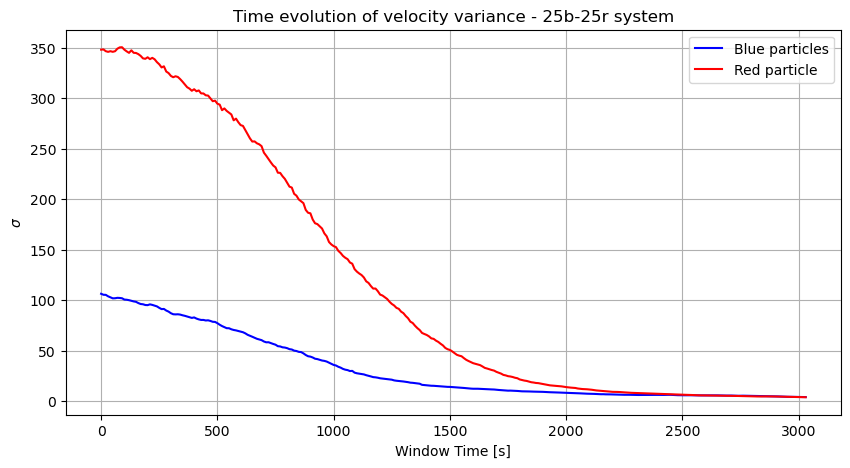 Time evolution of velocity variance - 25b-25r system
Blue particles
Red particle
350
300
250
200
150
100
50
0
σ
0 500 1000 1500 2000 2500 3000
Window Time [s]